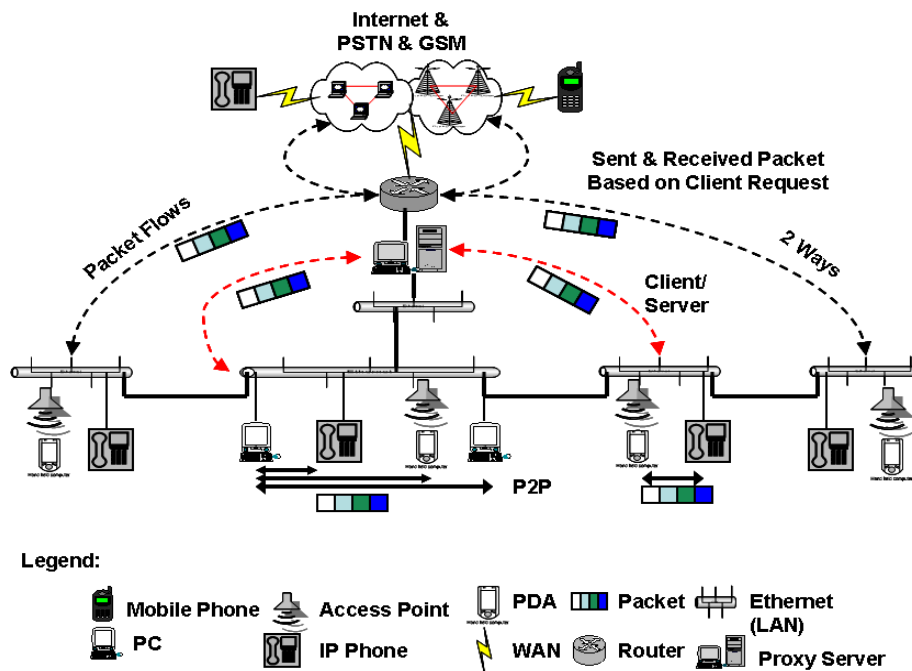 Internet &
PSTN & GSM
Sent & Received Packet
Based on Client Request
Packet Flows
2 Ways
Client/
Server
P2P
Legend:
Mobile Phone
Access Point
PDA
Packet
Ethernet
(LAN)
PC
IP Phone
WAN
Router
Proxy Server